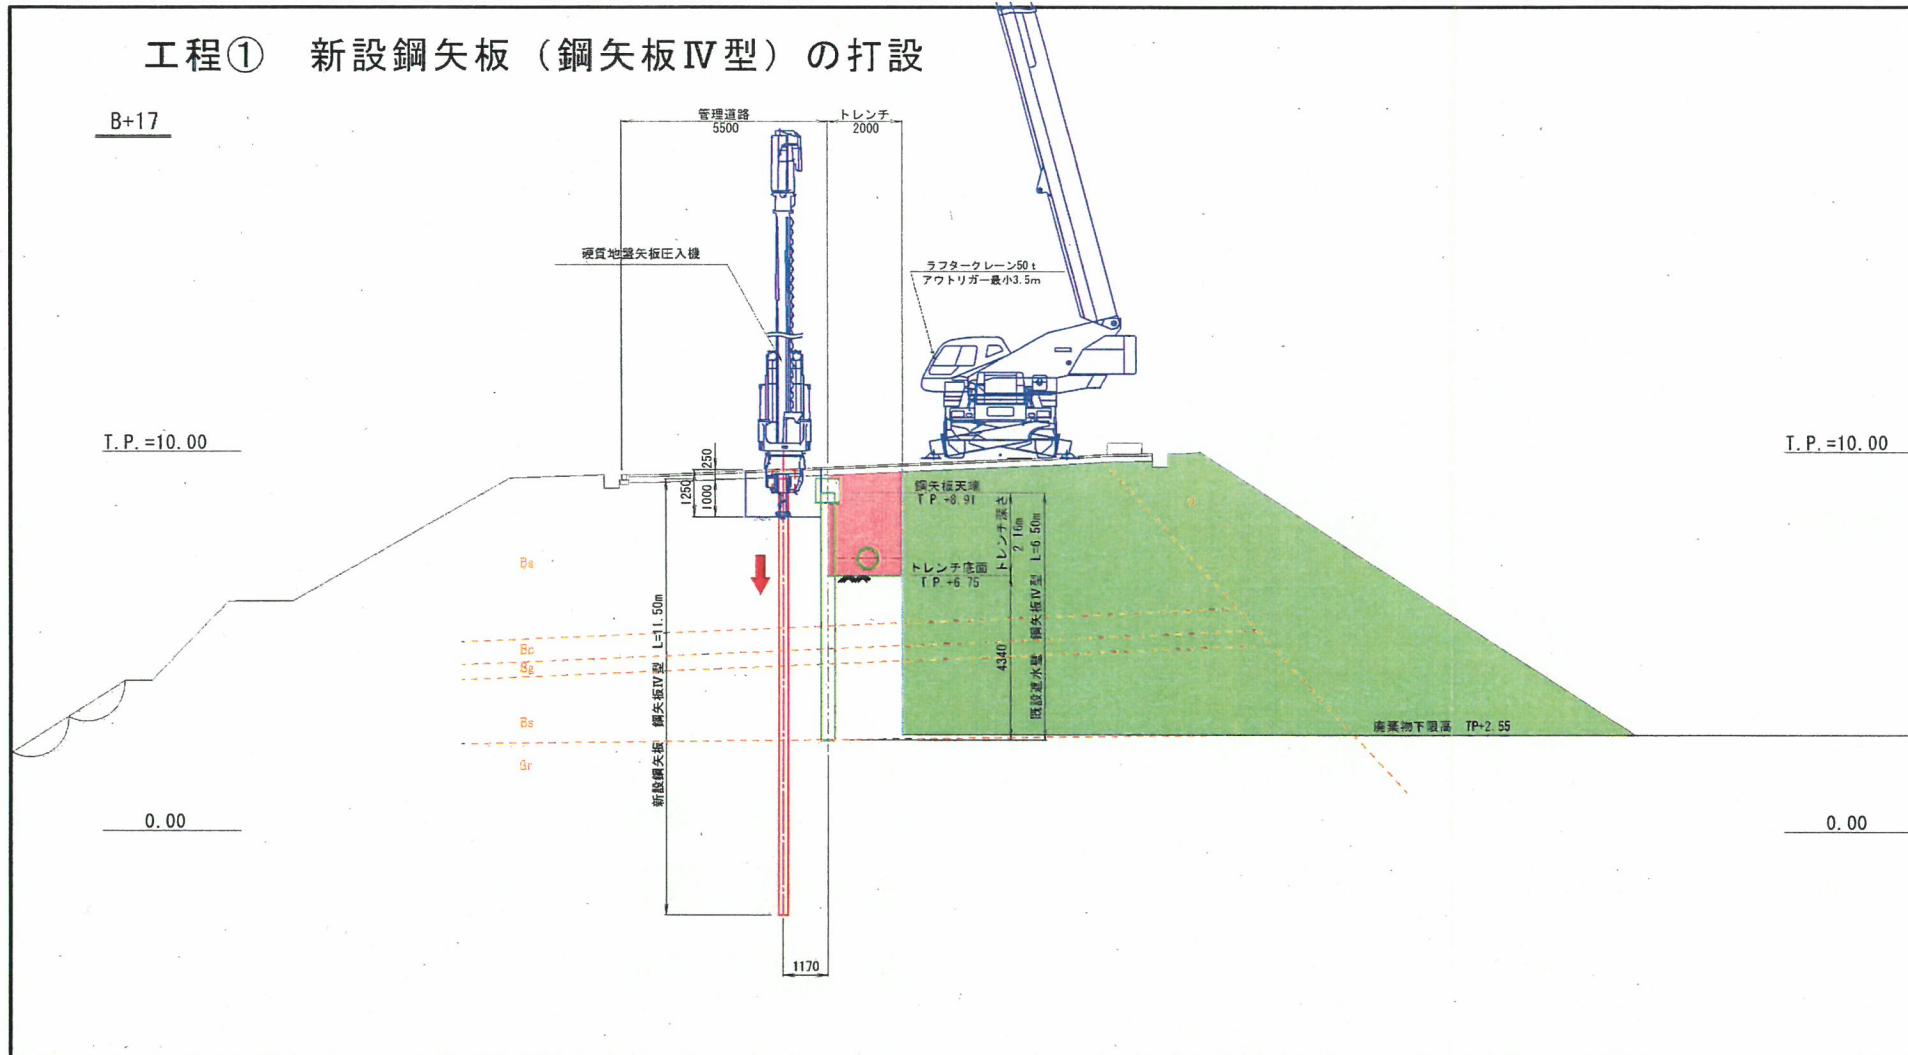 工程① 新設鋼矢板（鋼矢板Ⅳ型）の打設
B+17
管理道路
5500
トレンチ
2000
硬質地盤矢板圧入機
ラフタークレーン50t
アウトリガー最小3.5m
T.P.=10.00
T.P.=10.00
250
1250
1000
鋼矢板天端
T.P.+8.91
トレンチ深さ
2.16m
トレンチ底面
T.P.+6.75
4340
既設遮水壁 鋼矢板Ⅳ型 L=6.50m
新設鋼矢板 鋼矢板Ⅳ型 L=11.50m
Bs
Bc
Bg
Bs
Gr
廃棄物下限高 TP+2.55
0.00
0.00
1170